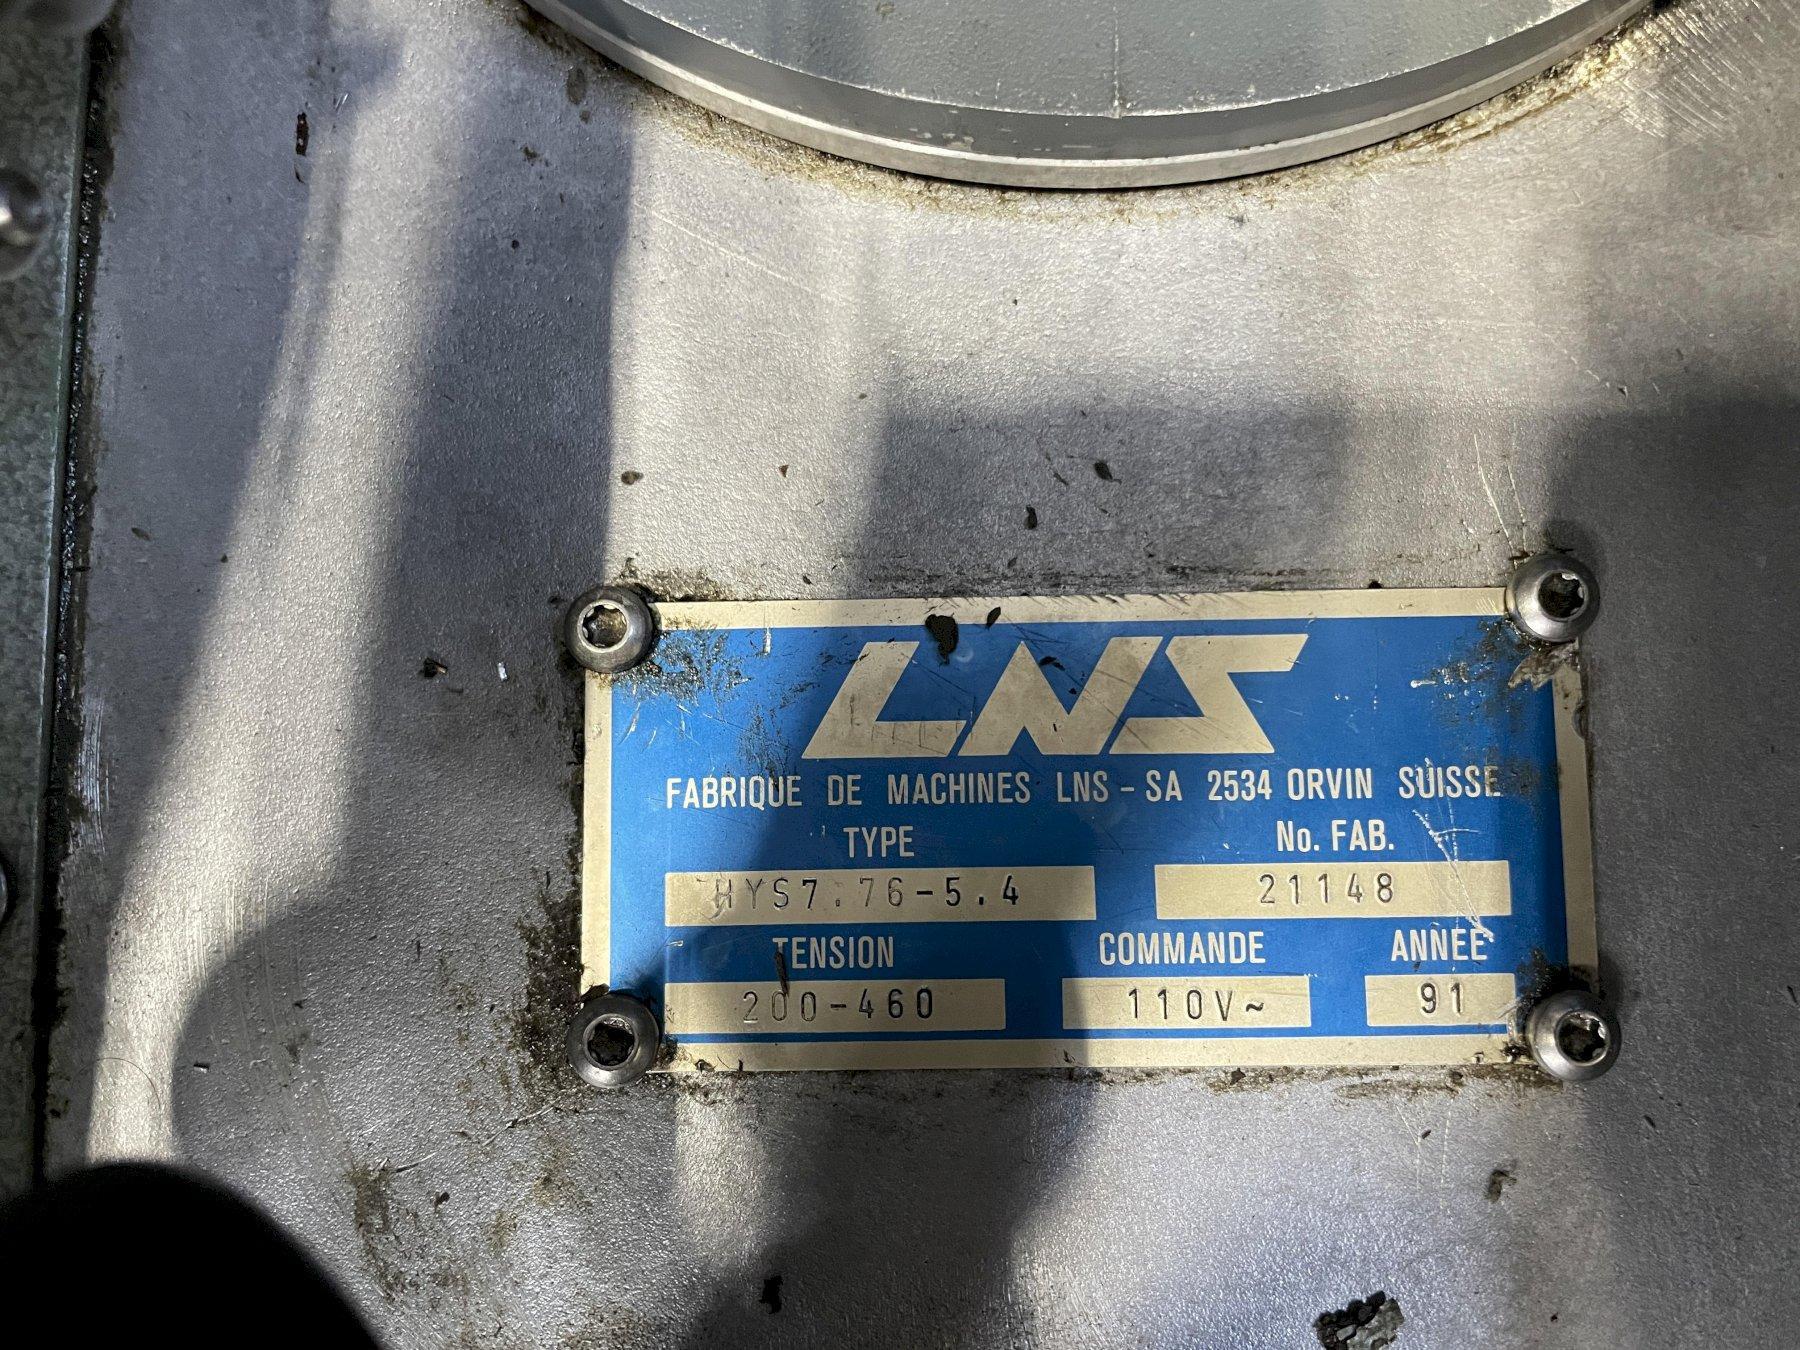 LNS
FABRIQUE DE MACHINES LNS - SA 2534 ORVIN SUISSE
TYPE No. FAB.
HYS7.76-5.4 21148
TENSION COMMANDE ANNEE
200-460 110V~ 91